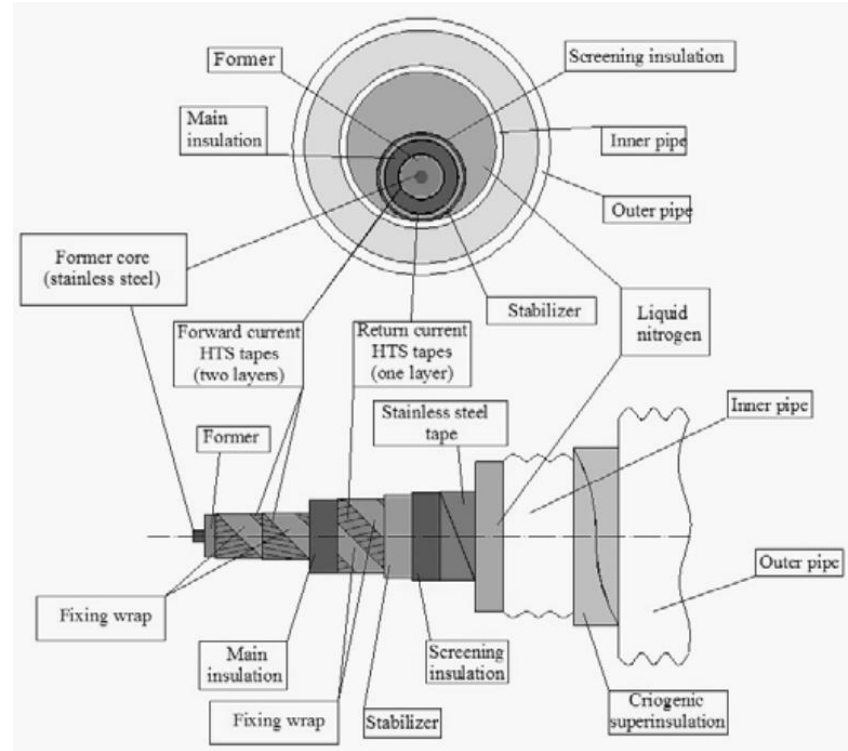 Former
Screening insulation
Main
insulation
Inner pipe
Outer pipe
Former core
(stainless steel)
Stabilizer
Liquid
nitrogen
Forward current
HTS tapes
(two layers)
Return current
HTS tapes
(one layer)
Inner pipe
Stainless steel
tape
Former
Outer pipe
Fixing wrap
Main
insulation
Screening
insulation
Criogenic
superinsulation
Fixing wrap
Stabilizer